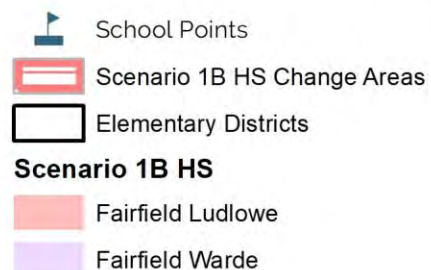 School Points
Scenario 1B HS Change Areas
Elementary Districts
Scenario 1B HS
Fairfield Ludlowe
Fairfield Warde